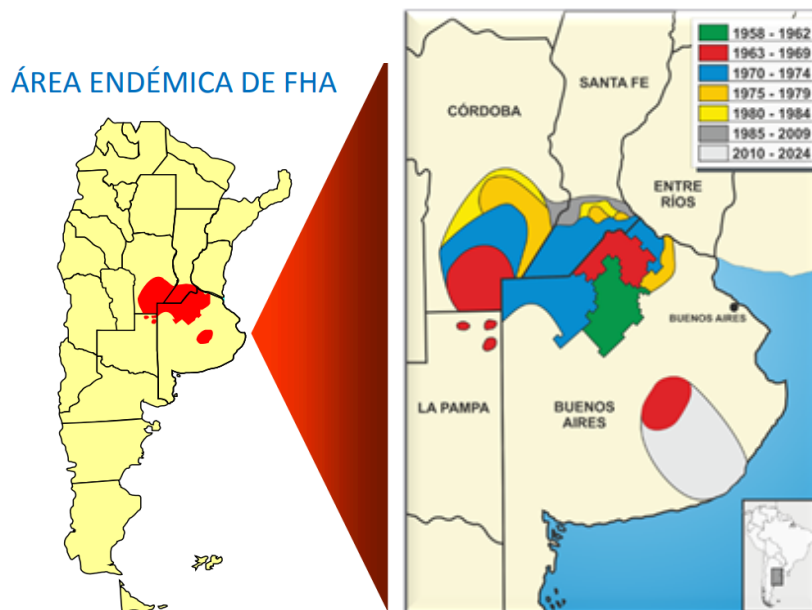 ÁREA ENDÉMICA DE FHA
1958 - 1962
1963 - 1969
1970 - 1974
1975 - 1979
1980 - 1984
1985 - 2009
2010 - 2024
SANTA FE
CÓRDOBA
ENTRE
RÍOS
BUENOS AIRES
LA PAMPA
BUENOS
AIRES